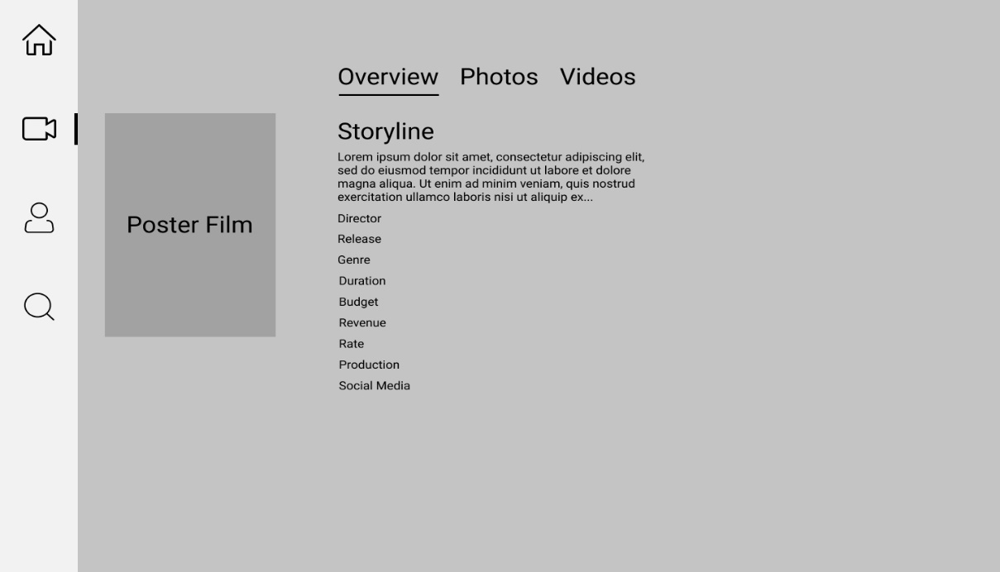 Overview Photos Videos
Poster Film
Storyline
Lorem ipsum dolor sit amet, consectetur adipiscing elit,
sed do eiusmod tempor incididunt ut labore et dolore
magna aliqua. Ut enim ad minim veniam, quis nostrud
exercitation ullamco laboris nisi ut aliquip ex...
Director
Release
Genre
Duration
Budget
Revenue
Rate
Production
Social Media